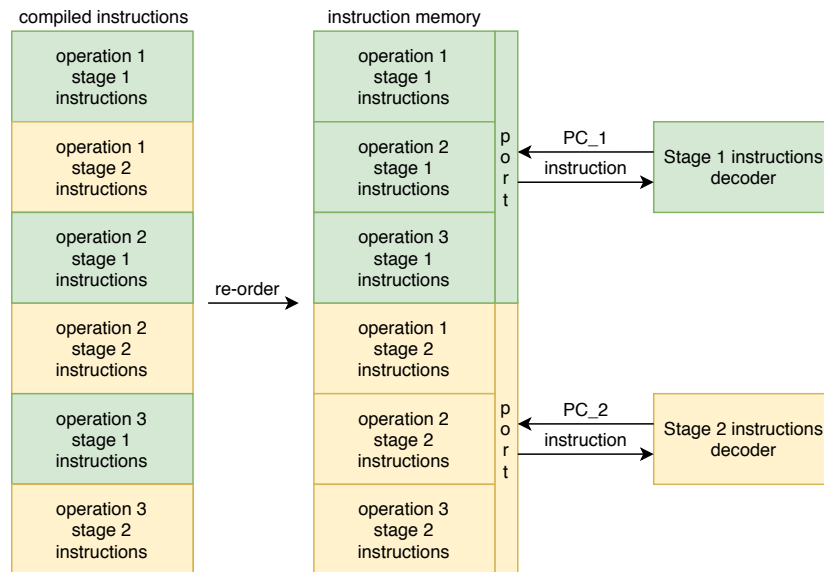 compiled instructions
operation 1
stage 1
instructions
operation 1
stage 2
instructions
operation 2
stage 1
instructions
operation 2
stage 2
instructions
operation 3
stage 1
instructions
operation 3
stage 2
instructions
re-order
instruction memory
operation 1
stage 1
instructions
operation 2
stage 1
instructions
operation 3
stage 1
instructions
operation 1
stage 2
instructions
operation 2
stage 2
instructions
operation 3
stage 2
instructions
p
o
r
t
p
o
r
t
PC_1
instruction
Stage 1 instructions
decoder
PC_2
instruction
Stage 2 instructions
decoder